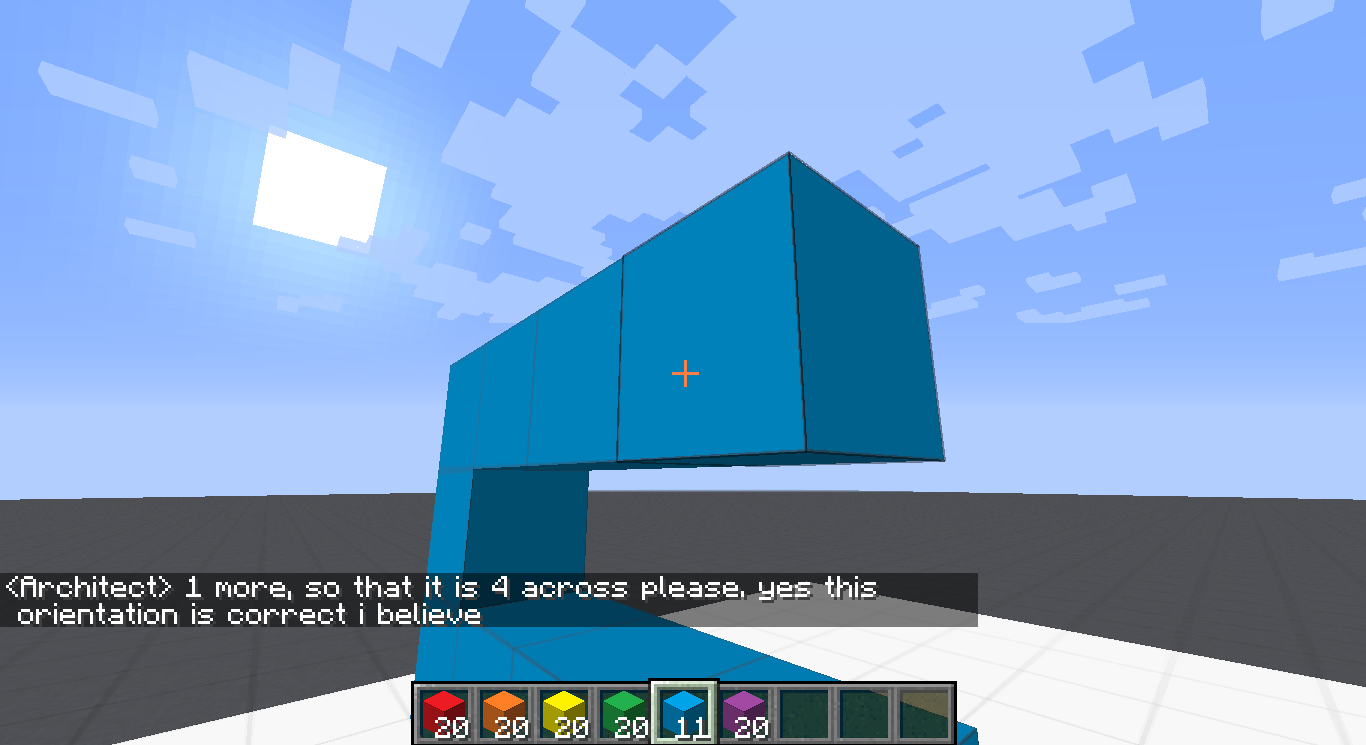 <Architect> 1 more, so that it is 4 across please, yes this
orientation is correct i believe
20 20 20 20 11 20